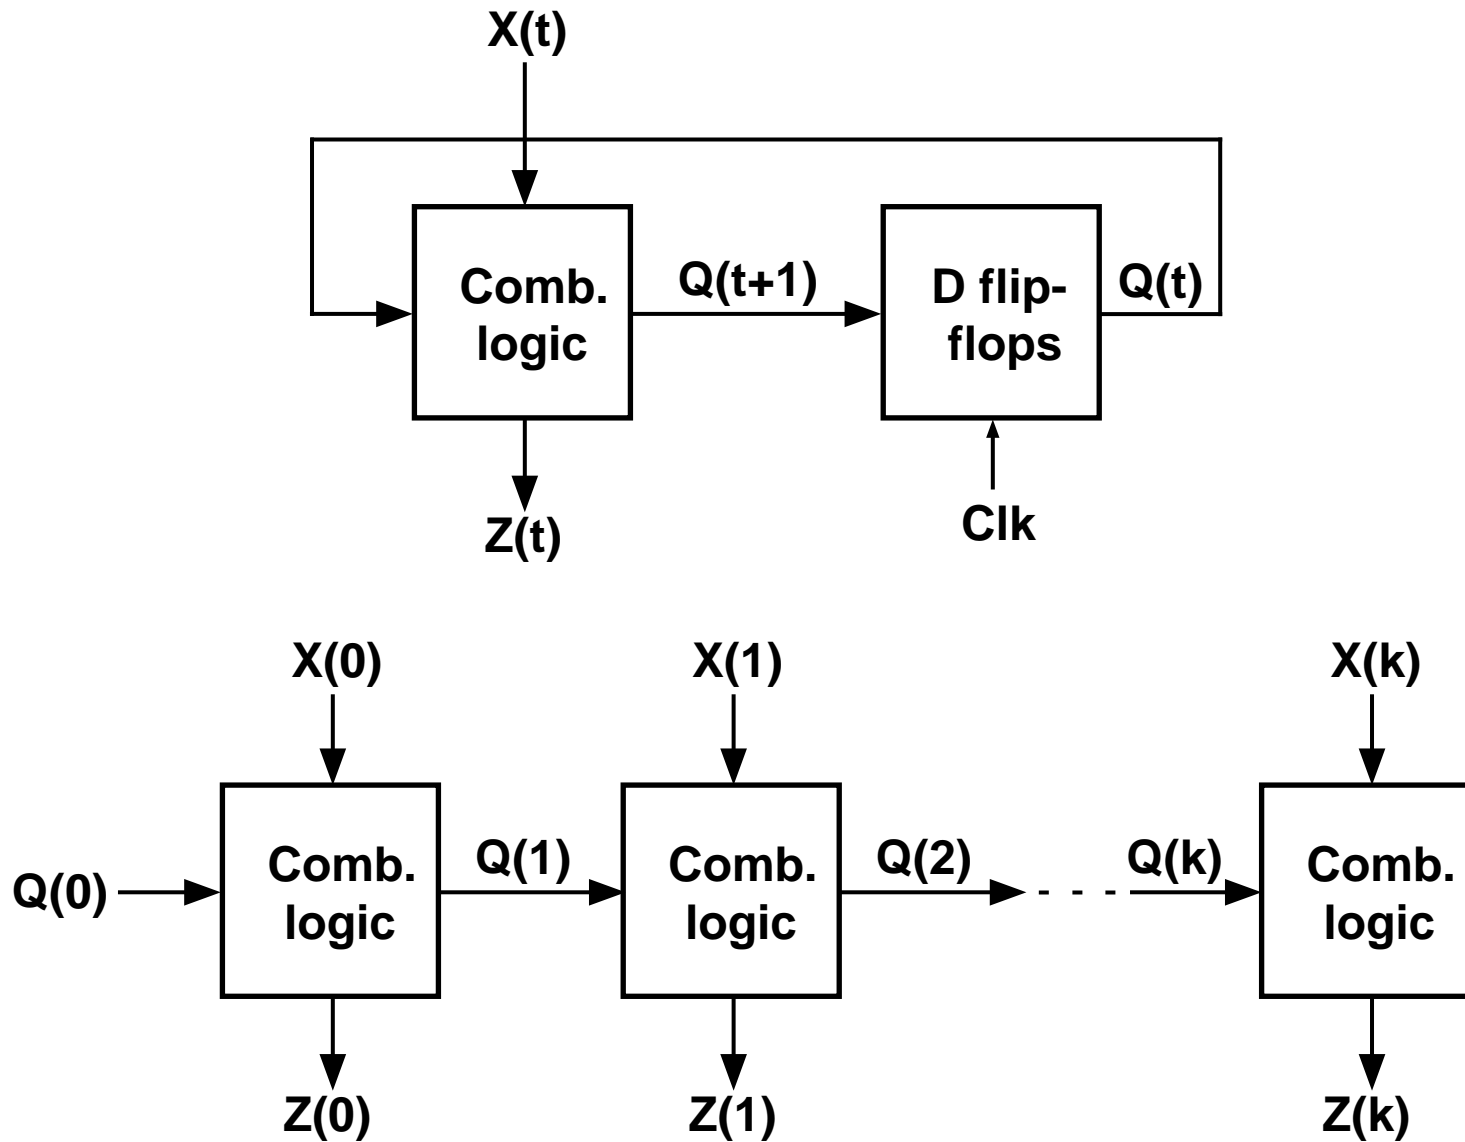 X(t)
Comb.
logic
Q(t+1)
D flip-
flops
Q(t)
Z(t)
Clk
X(0)
X(1)
X(k)
Q(0)
Comb.
logic
Q(1)
Comb.
logic
Q(2)
Q(k)
Comb.
logic
Z(0)
Z(1)
Z(k)